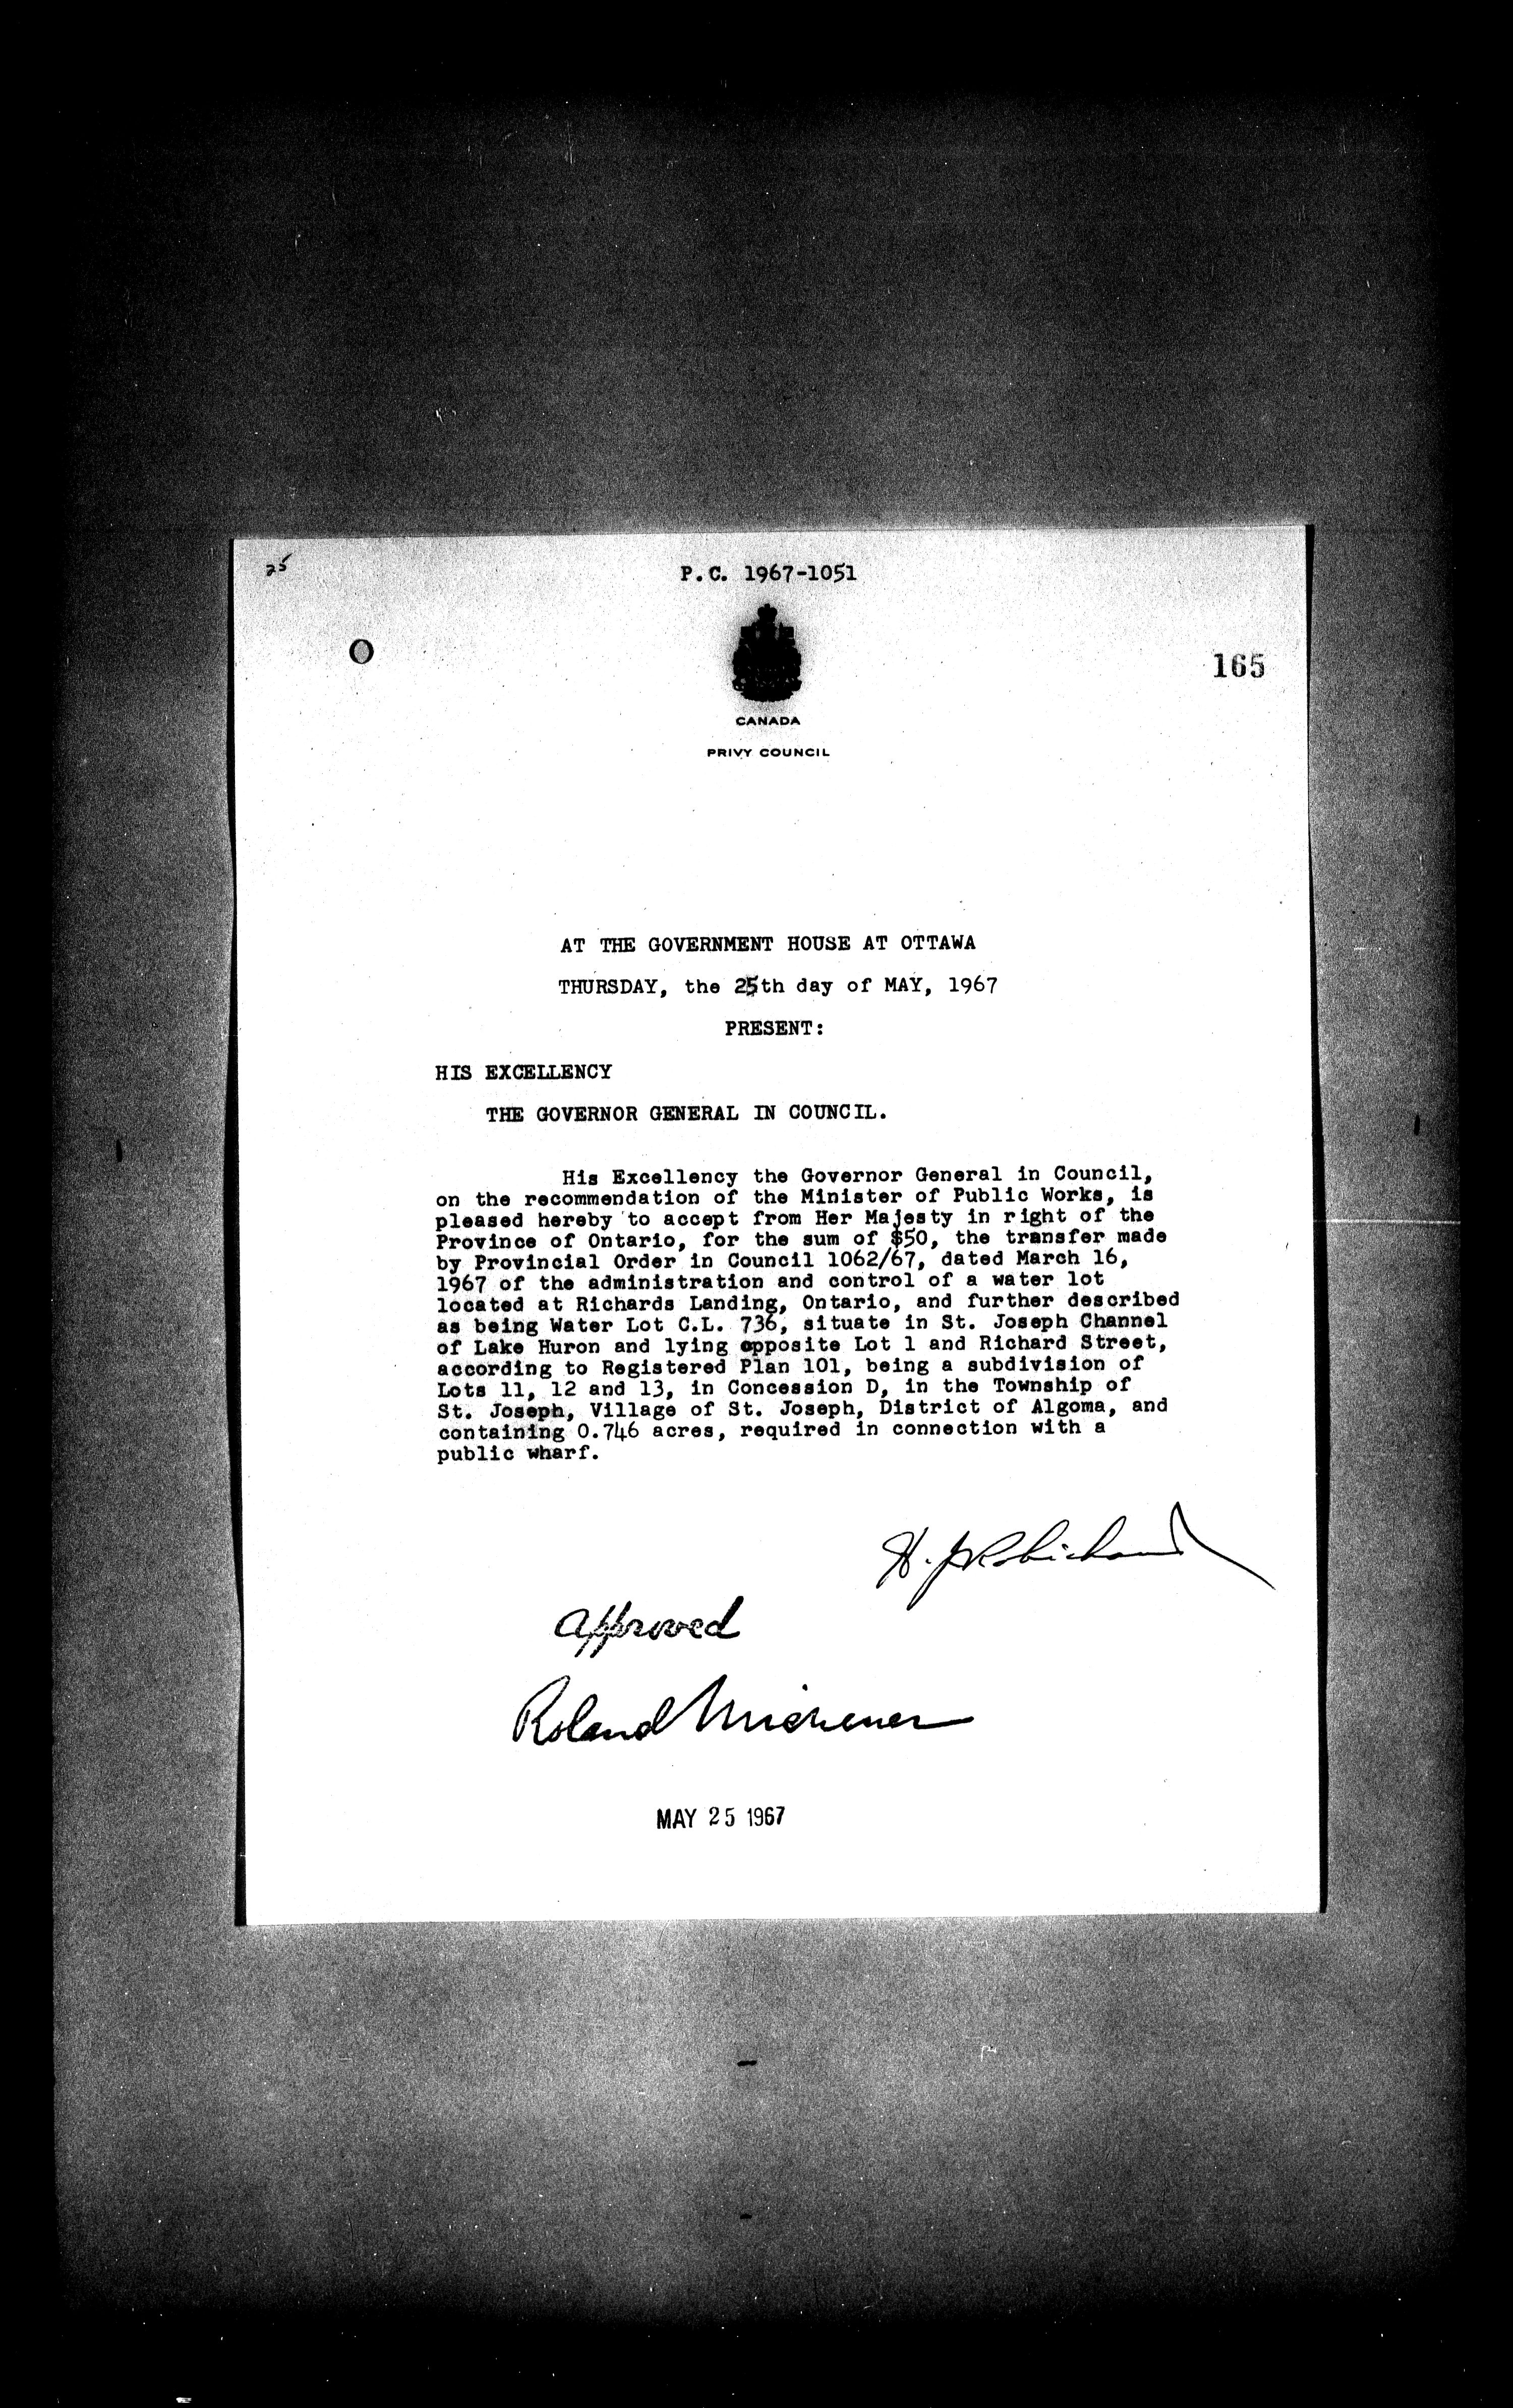 25
P.C. 1967-1051
165
CANADA
PRIVY COUNCIL
AT THE GOVERNMENT HOUSE AT OTTAWA
THURSDAY, the 25th day of MAY, 1967
PRESENT:
HIS EXCELLENCY
THE GOVERNOR GENERAL IN COUNCIL.
His Excellency the Governor General in Council,
on the recommendation of the Minister of Public Works, is
pleased hereby to accept from Her Majesty in right of the
Province of Ontario, for the sum of $50, the transfer made
by Provincial Order in Council 1062/67, dated March 16,
1967 of the administration and control of a water lot
located at Richards Landing, Ontario, and further described
as being Water Lot C.L. 736, situate in St. Joseph Channel
of Lake Huron and lying opposite Lot 1 and Richard Street,
according to Registered Plan 101, being a subdivision of
Lots 11, 12 and 13, in Concession D, in the Township of
St. Joseph, Village of St. Joseph, District of Algoma, and
containing 0.746 acres, required in connection with a
public wharf.
H. J. Robichaud
Approved
Roland Michener
MAY 25 1967